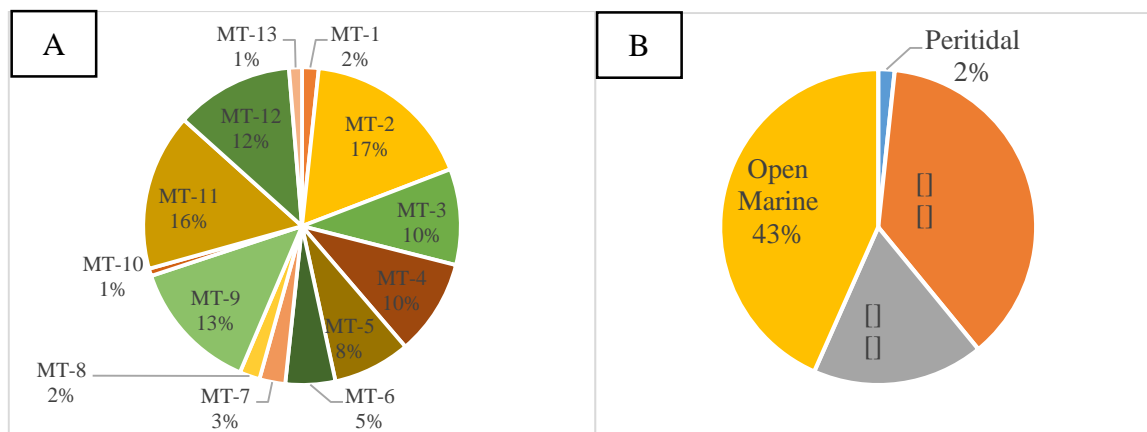 A
MT-13
1%
MT-1
2%
MT-2
17%
MT-3
10%
MT-4
10%
MT-5
8%
MT-6
5%
MT-7
3%
MT-8
2%
MT-9
13%
MT-10
1%
MT-11
16%
MT-12
12%
B
Peritidal
2%
[]
[]
[]
[]
Open
Marine
43%